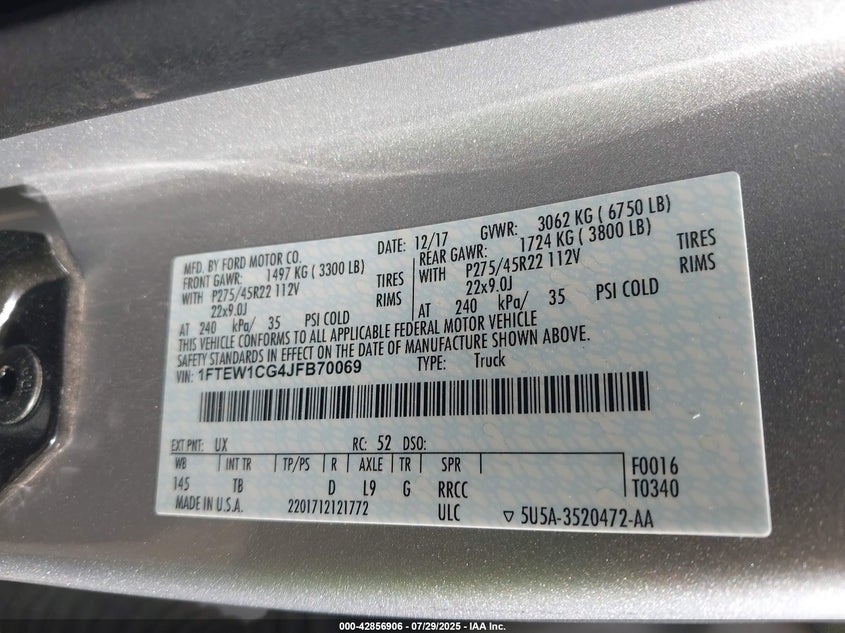 MFD. BY FORD MOTOR CO.
DATE: 12/17
GVWR: 3062 KG ( 6750 LB)
FRONT GAWR: 1497 KG ( 3300 LB)
REAR GAWR: 1724 KG ( 3800 LB)
WITH P275/45R22 112V TIRES
WITH P275/45R22 112V TIRES
22x9.0J RIMS
22x9.0J RIMS
AT 240 kPa/ 35 PSI COLD
AT 240 kPa/ 35 PSI COLD
THIS VEHICLE CONFORMS TO ALL APPLICABLE FEDERAL MOTOR VEHICLE
SAFETY STANDARDS IN EFFECT ON THE DATE OF MANUFACTURE SHOWN ABOVE.
VIN: 1FTEW1CG4JFB70069 TYPE: Truck
EXT PNT: UX RC: 52 DSO:
WB INT TR TP/PS R AXLE TR SPR F0016
145 TB D L9 G RRCC T0340
MADE IN U.S.A. 2201712121772 ULC ▽ 5U5A-3520472-AA
000-42856906 - 07/29/2025 - IAA Inc.